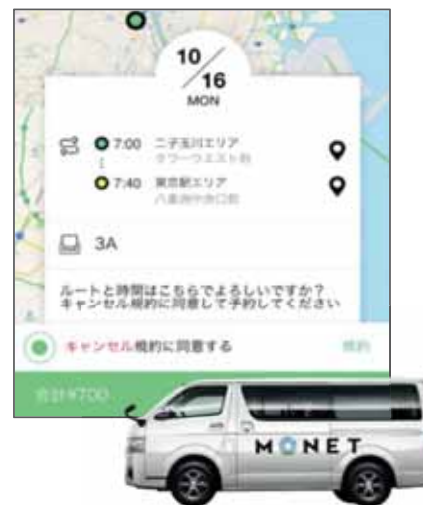 10/16
MON
7:00 二子玉川エリア
タワーウエスト前
7:40 東京駅エリア
八重洲中央口前
3A
ルートと時間はこちらでよろしいですか?
キャンセル規約に同意して予約してください
キャンセル規約に同意する 規約
合計¥700
MONET